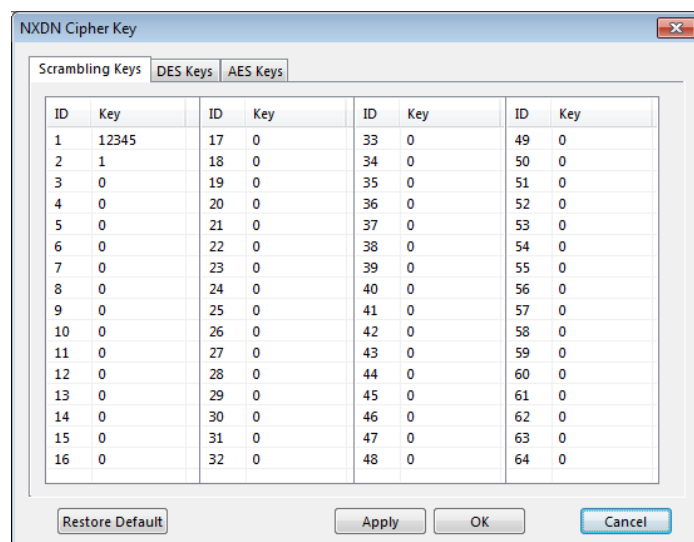 NXDN Cipher Key
Scrambling Keys DES Keys AES Keys
ID Key ID Key ID Key ID Key
1 12345 17 0 33 0 49 0
2 1 18 0 34 0 50 0
3 0 19 0 35 0 51 0
4 0 20 0 36 0 52 0
5 0 21 0 37 0 53 0
6 0 22 0 38 0 54 0
7 0 23 0 39 0 55 0
8 0 24 0 40 0 56 0
9 0 25 0 41 0 57 0
10 0 26 0 42 0 58 0
11 0 27 0 43 0 59 0
12 0 28 0 44 0 60 0
13 0 29 0 45 0 61 0
14 0 30 0 46 0 62 0
15 0 31 0 47 0 63 0
16 0 32 0 48 0 64 0
Restore Default Apply OK Cancel